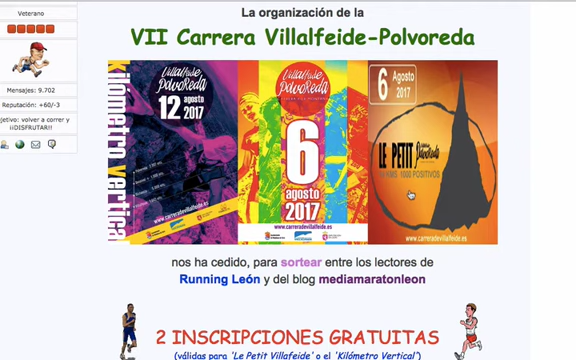 Veterano
Mensajes: 9.702
Reputación: +60/-3
jetivo: volver a correr y
¡¡¡DISFRUTAR!!
La organización de la
VII Carrera Villalfeide-Polvoreda
kilómetro vertical
Villalfeide
Polvoreda
12 agosto
2017
www.carreradevillalfeide.es
Villalfeide
Polvoreda
6
agosto
2017
www.carreradevillalfeide.es
6 Agosto
2017
LE PETIT Polvoreda
1000 POSITIVOS
www.carreradevillalfeide.es
nos ha cedido, para sortear entre los lectores de
Running León y del blog mediamaratonleon
2 INSCRIPCIONES GRATUITAS
(válidas para 'Le Petit Villafeide' o el 'Kilómetro Vertical')